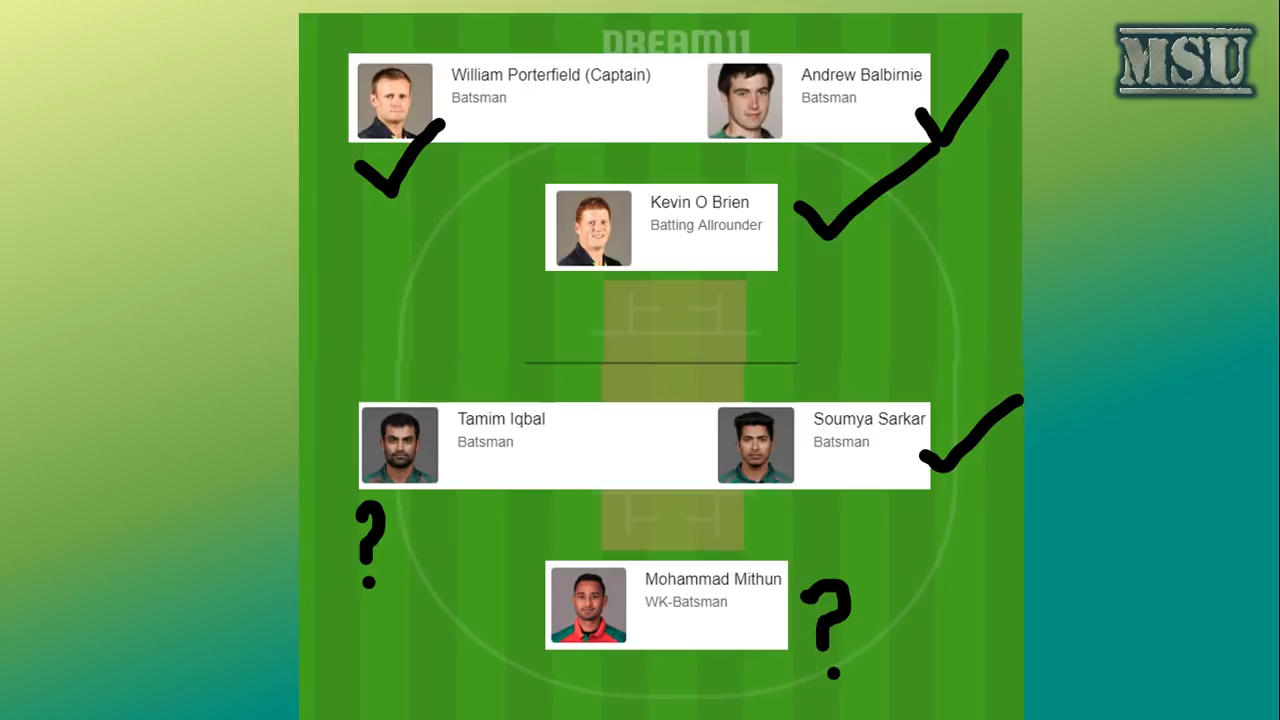 DREAM11
MSU
William Porterfield (Captain)
Batsman
Andrew Balbirnie
Batsman
Kevin O Brien
Batting Allrounder
Tamim Iqbal
Batsman
Soumya Sarkar
Batsman
?
Mohammad Mithun
WK-Batsman
?